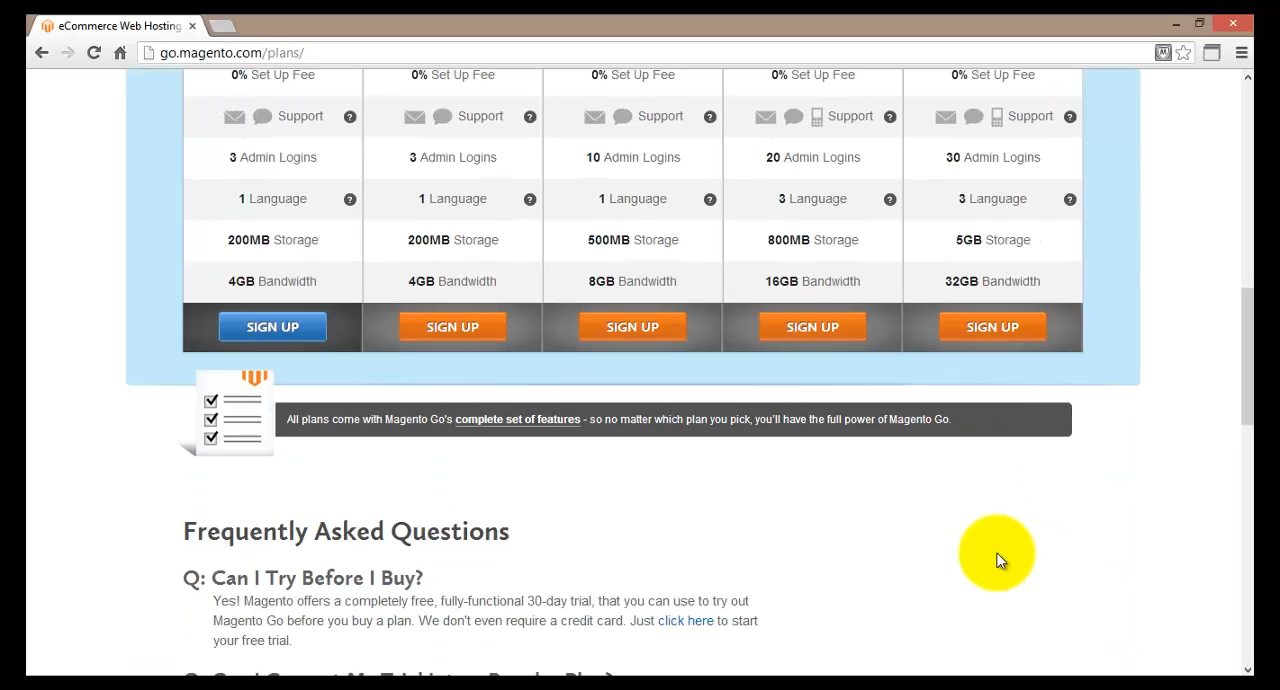 eCommerce Web Hosting
go.magento.com/plans/
0% Set Up Fee 0% Set Up Fee 0% Set Up Fee 0% Set Up Fee 0% Set Up Fee
Support ? Support ? Support ? Support ? Support ?
3 Admin Logins 3 Admin Logins 10 Admin Logins 20 Admin Logins 30 Admin Logins
1 Language ? 1 Language ? 1 Language ? 3 Language ? 3 Language ?
200MB Storage 200MB Storage 500MB Storage 800MB Storage 5GB Storage
4GB Bandwidth 4GB Bandwidth 8GB Bandwidth 16GB Bandwidth 32GB Bandwidth
SIGN UP SIGN UP SIGN UP SIGN UP SIGN UP
All plans come with Magento Go's complete set of features - so no matter which plan you pick, you'll have the full power of Magento Go.
Frequently Asked Questions
Q: Can I Try Before I Buy?
Yes! Magento offers a completely free, fully-functional 30-day trial, that you can use to try out
Magento Go before you buy a plan. We don't even require a credit card. Just click here to start
your free trial.